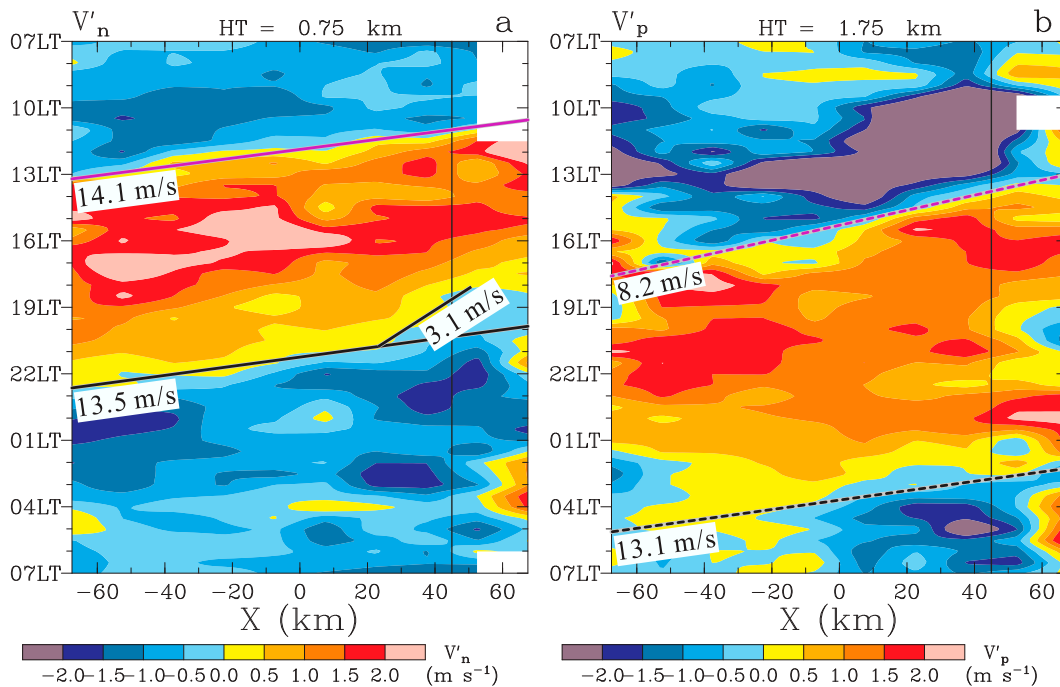 V'n HT = 0.75 km a
07LT
10LT
13LT
16LT
19LT
22LT
01LT
04LT
07LT
14.1 m/s
3.1 m/s
13.5 m/s
−60 −40 −20 0 20 40 60
X (km)
−2.0 −1.5 −1.0 −0.5 0.0 0.5 1.0 1.5 2.0
V'n
(m s⁻¹)
V'p HT = 1.75 km b
07LT
10LT
13LT
16LT
19LT
22LT
01LT
04LT
07LT
8.2 m/s
13.1 m/s
−60 −40 −20 0 20 40 60
X (km)
−2.0 −1.5 −1.0 −0.5 0.0 0.5 1.0 1.5 2.0
V'p
(m s⁻¹)